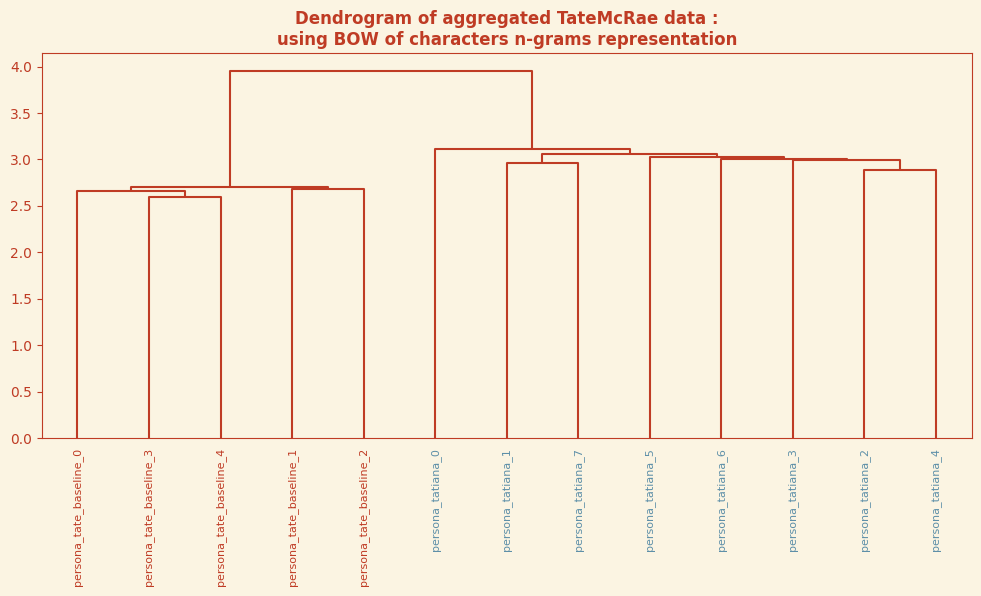 Dendrogram of aggregated TateMcRae data :
using BOW of characters n-grams representation
4.0
3.5
3.0
2.5
2.0
1.5
1.0
0.5
0.0
persona_tate_baseline_0
persona_tate_baseline_3
persona_tate_baseline_4
persona_tate_baseline_1
persona_tate_baseline_2
persona_tatiana_0
persona_tatiana_1
persona_tatiana_7
persona_tatiana_5
persona_tatiana_6
persona_tatiana_3
persona_tatiana_2
persona_tatiana_4